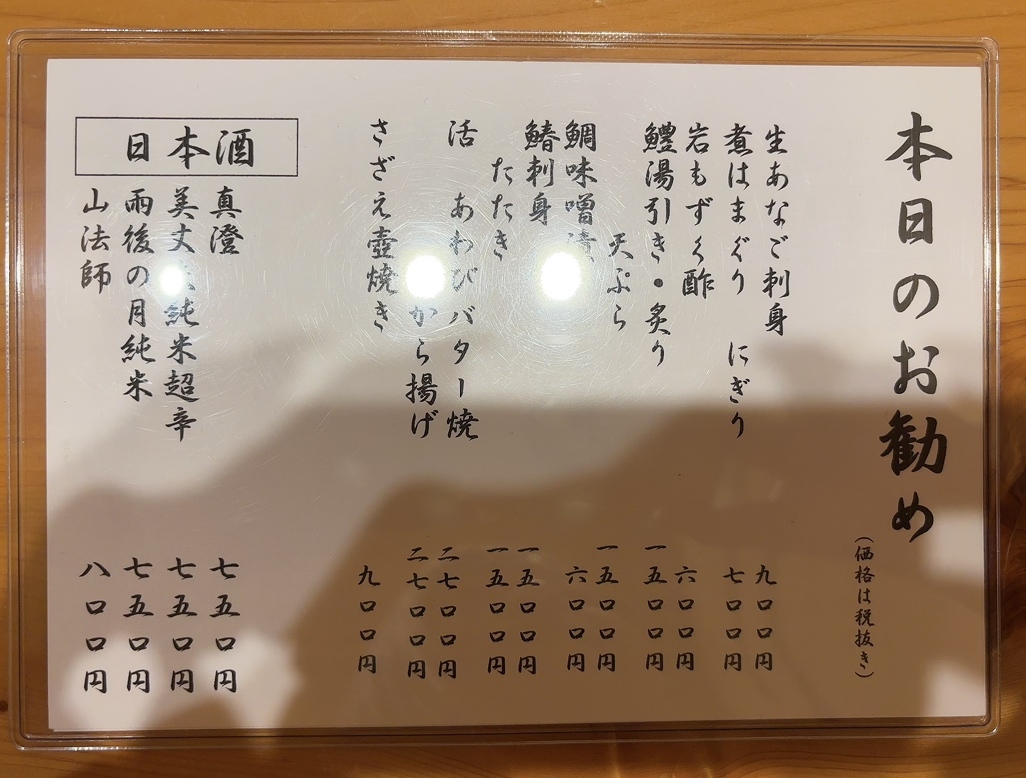 本日のお勧め
（価格は税抜き）
生あなご刺身 九〇〇円
煮はまぐり にぎり 七〇〇円
岩もずく酢 六〇〇円
鱧湯引き・炙り 一五〇〇円
天ぷら 一五〇〇円
鯛味噌漬 六〇〇円
鰆刺身 一五〇〇円
たたき 一五〇〇円
活 あわびバター焼 二七〇〇円
から揚げ 二七〇〇円
さざえ壺焼き 九〇〇円
日本酒
真澄 七五〇円
美丈 純米超辛 七五〇円
雨後の月純米 七五〇円
山法師 八〇〇円